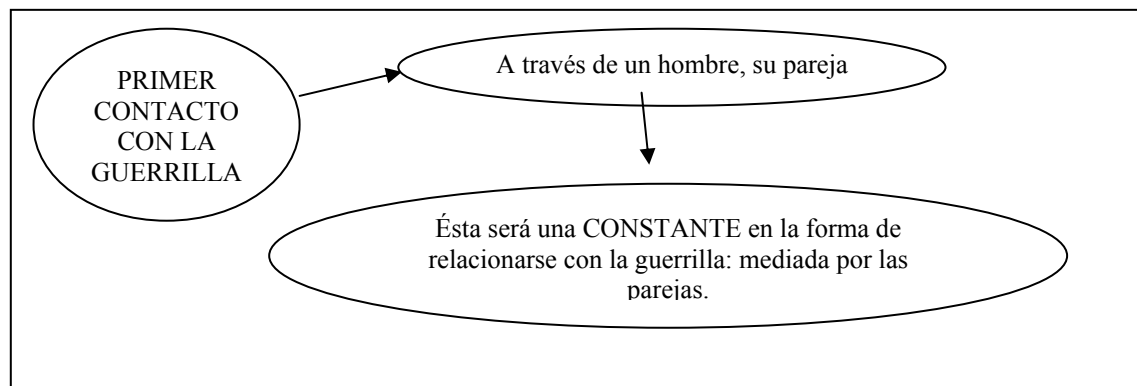 PRIMER
CONTACTO
CON LA
GUERRILLA
A través de un hombre, su pareja
Ésta será una CONSTANTE en la forma de
relacionarse con la guerrilla: mediada por las
parejas.